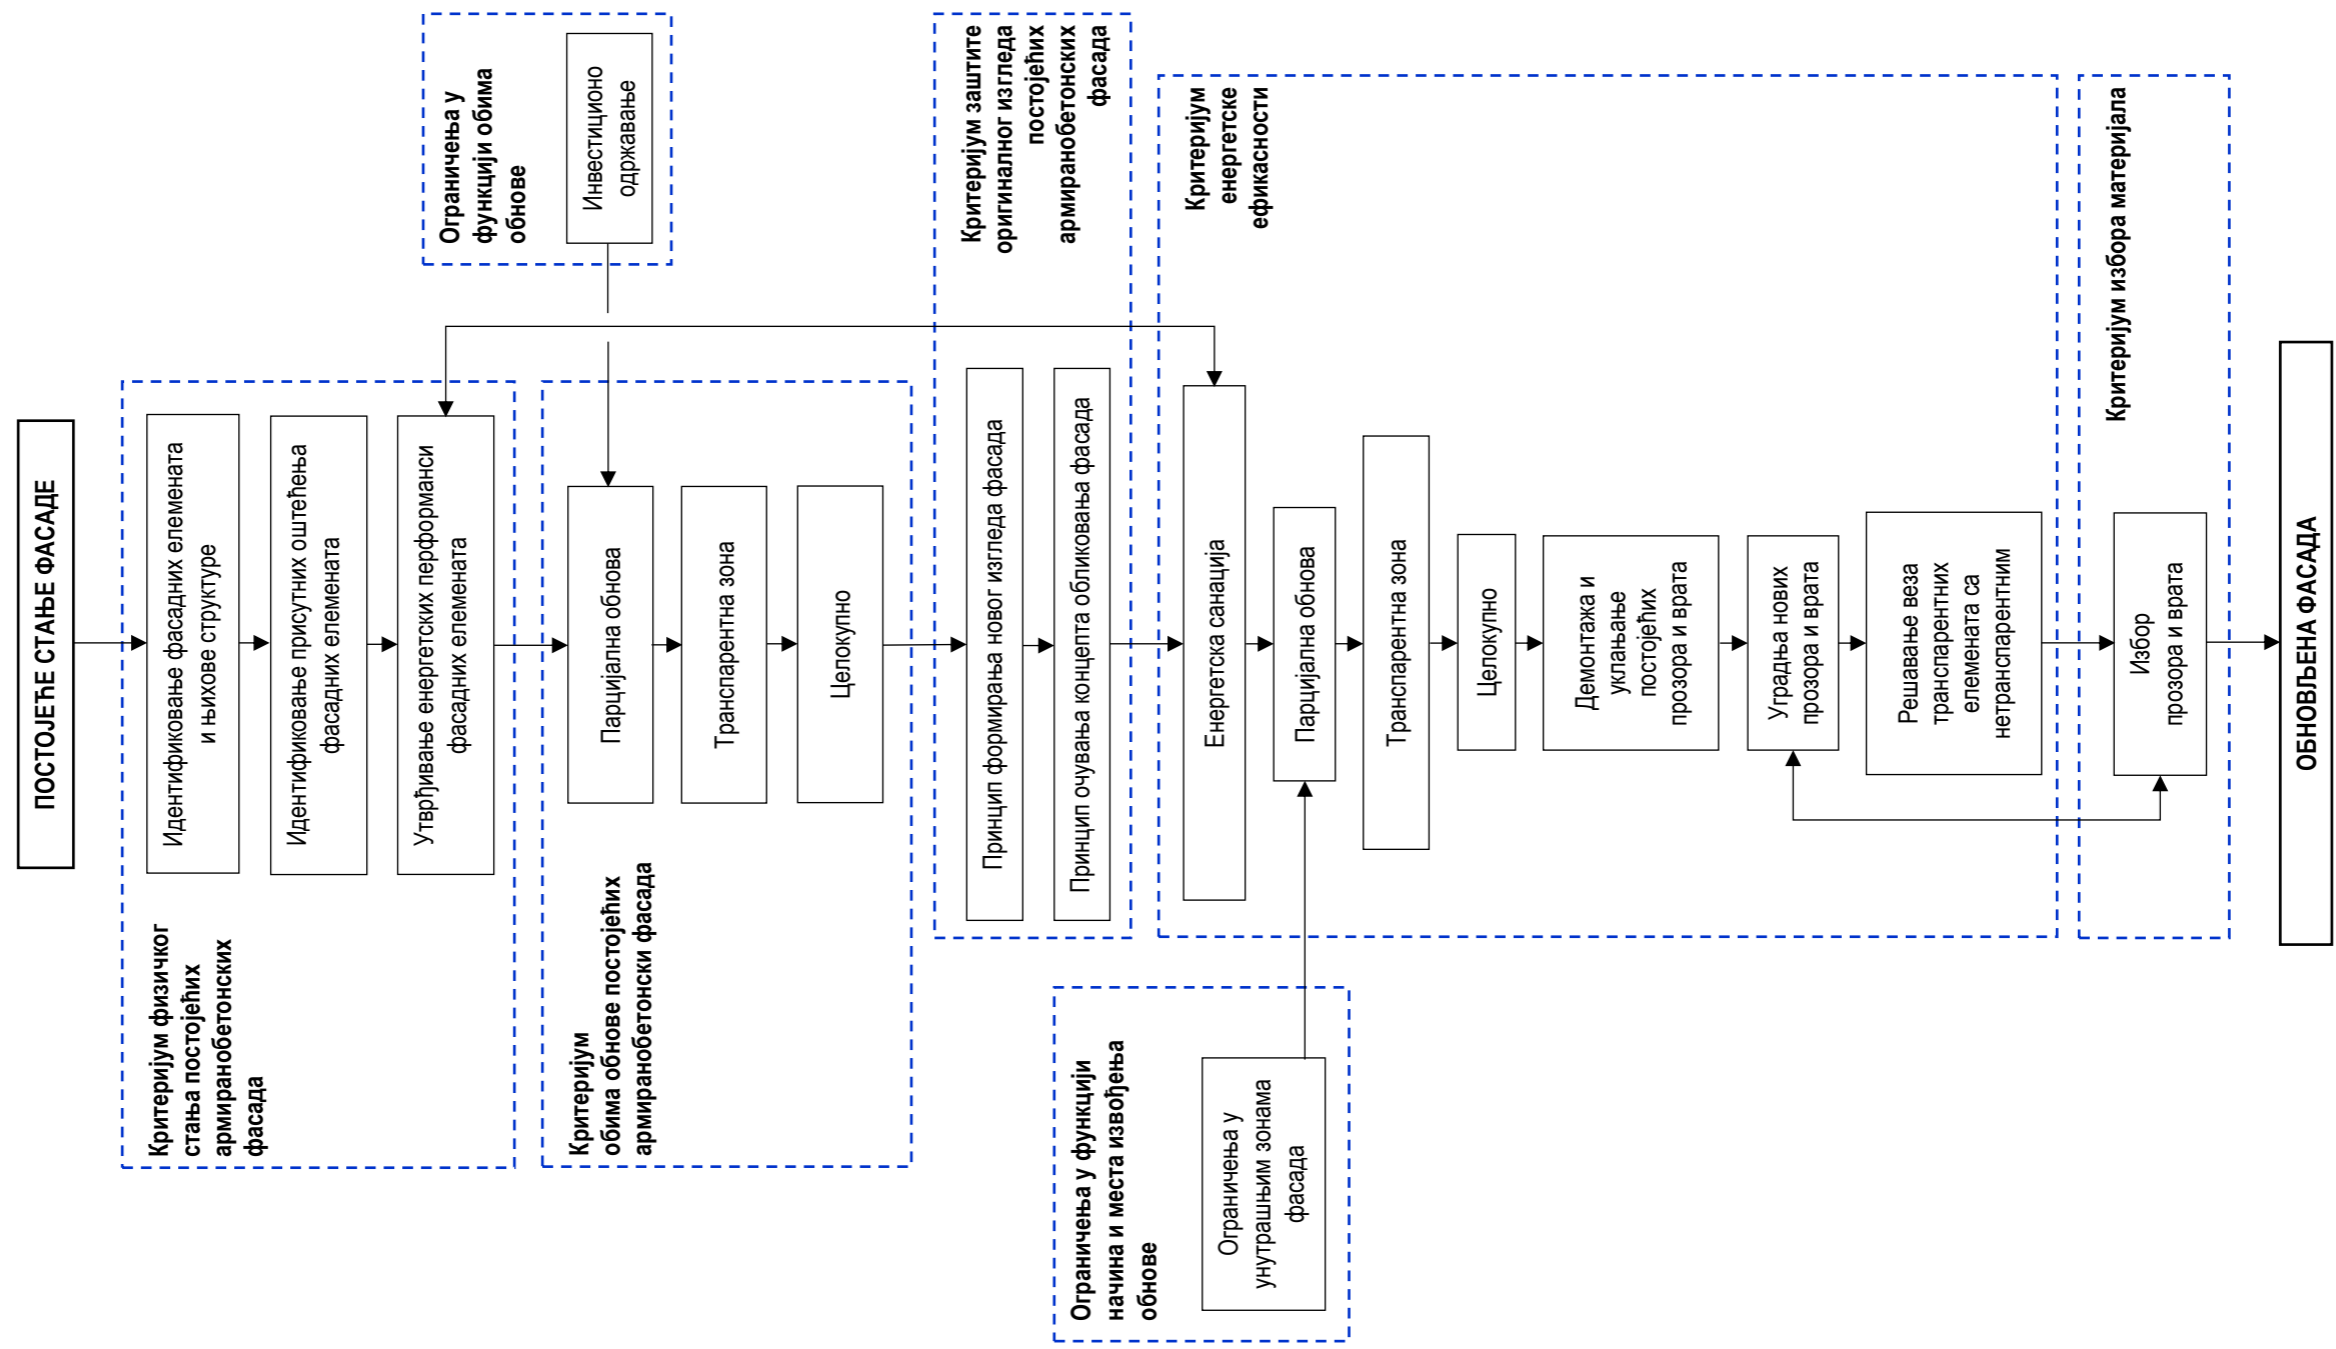 ПОСТОЈЕЋЕ СТАЊЕ ФАСАДЕ
Критеријум физичког
стања постојећих
армиранобетонских
фасада
Идентификовање фасадних елемената
и њихове структуре
Идентификовање присутних оштећења
фасадних елемената
Утврђивање енергетских перформанси
фасадних елемената
Ограничења у
функцији обима
обнове
Инвестиционо
одржавање
Критеријум
обима обнове постојећих
армиранобетонски фасада
Парцијална обнова
Транспарентна зона
Целокупно
Критеријум заштите
оригиналног изгледа
постојећих
армиранобетонских
фасада
Принцип формирања новог изгледа фасада
Принцип очувања концепта обликовања фасада
Критеријум
енергетске
ефикасности
Енергетска санација
Парцијална обнова
Транспарентна зона
Целокупно
Демонтажа и
уклањање
постојећих
прозора и врата
Уградња нових
прозора и врата
Решавање веза
транспарентних
елемената са
нетранспарентним
Ограничења у функцији
начина и места извођења
обнове
Ограничења у
унутрашњим зонама
фасада
Критеријум избора материјала
Избор
прозора и врата
ОБНОВЉЕНА ФАСАДА